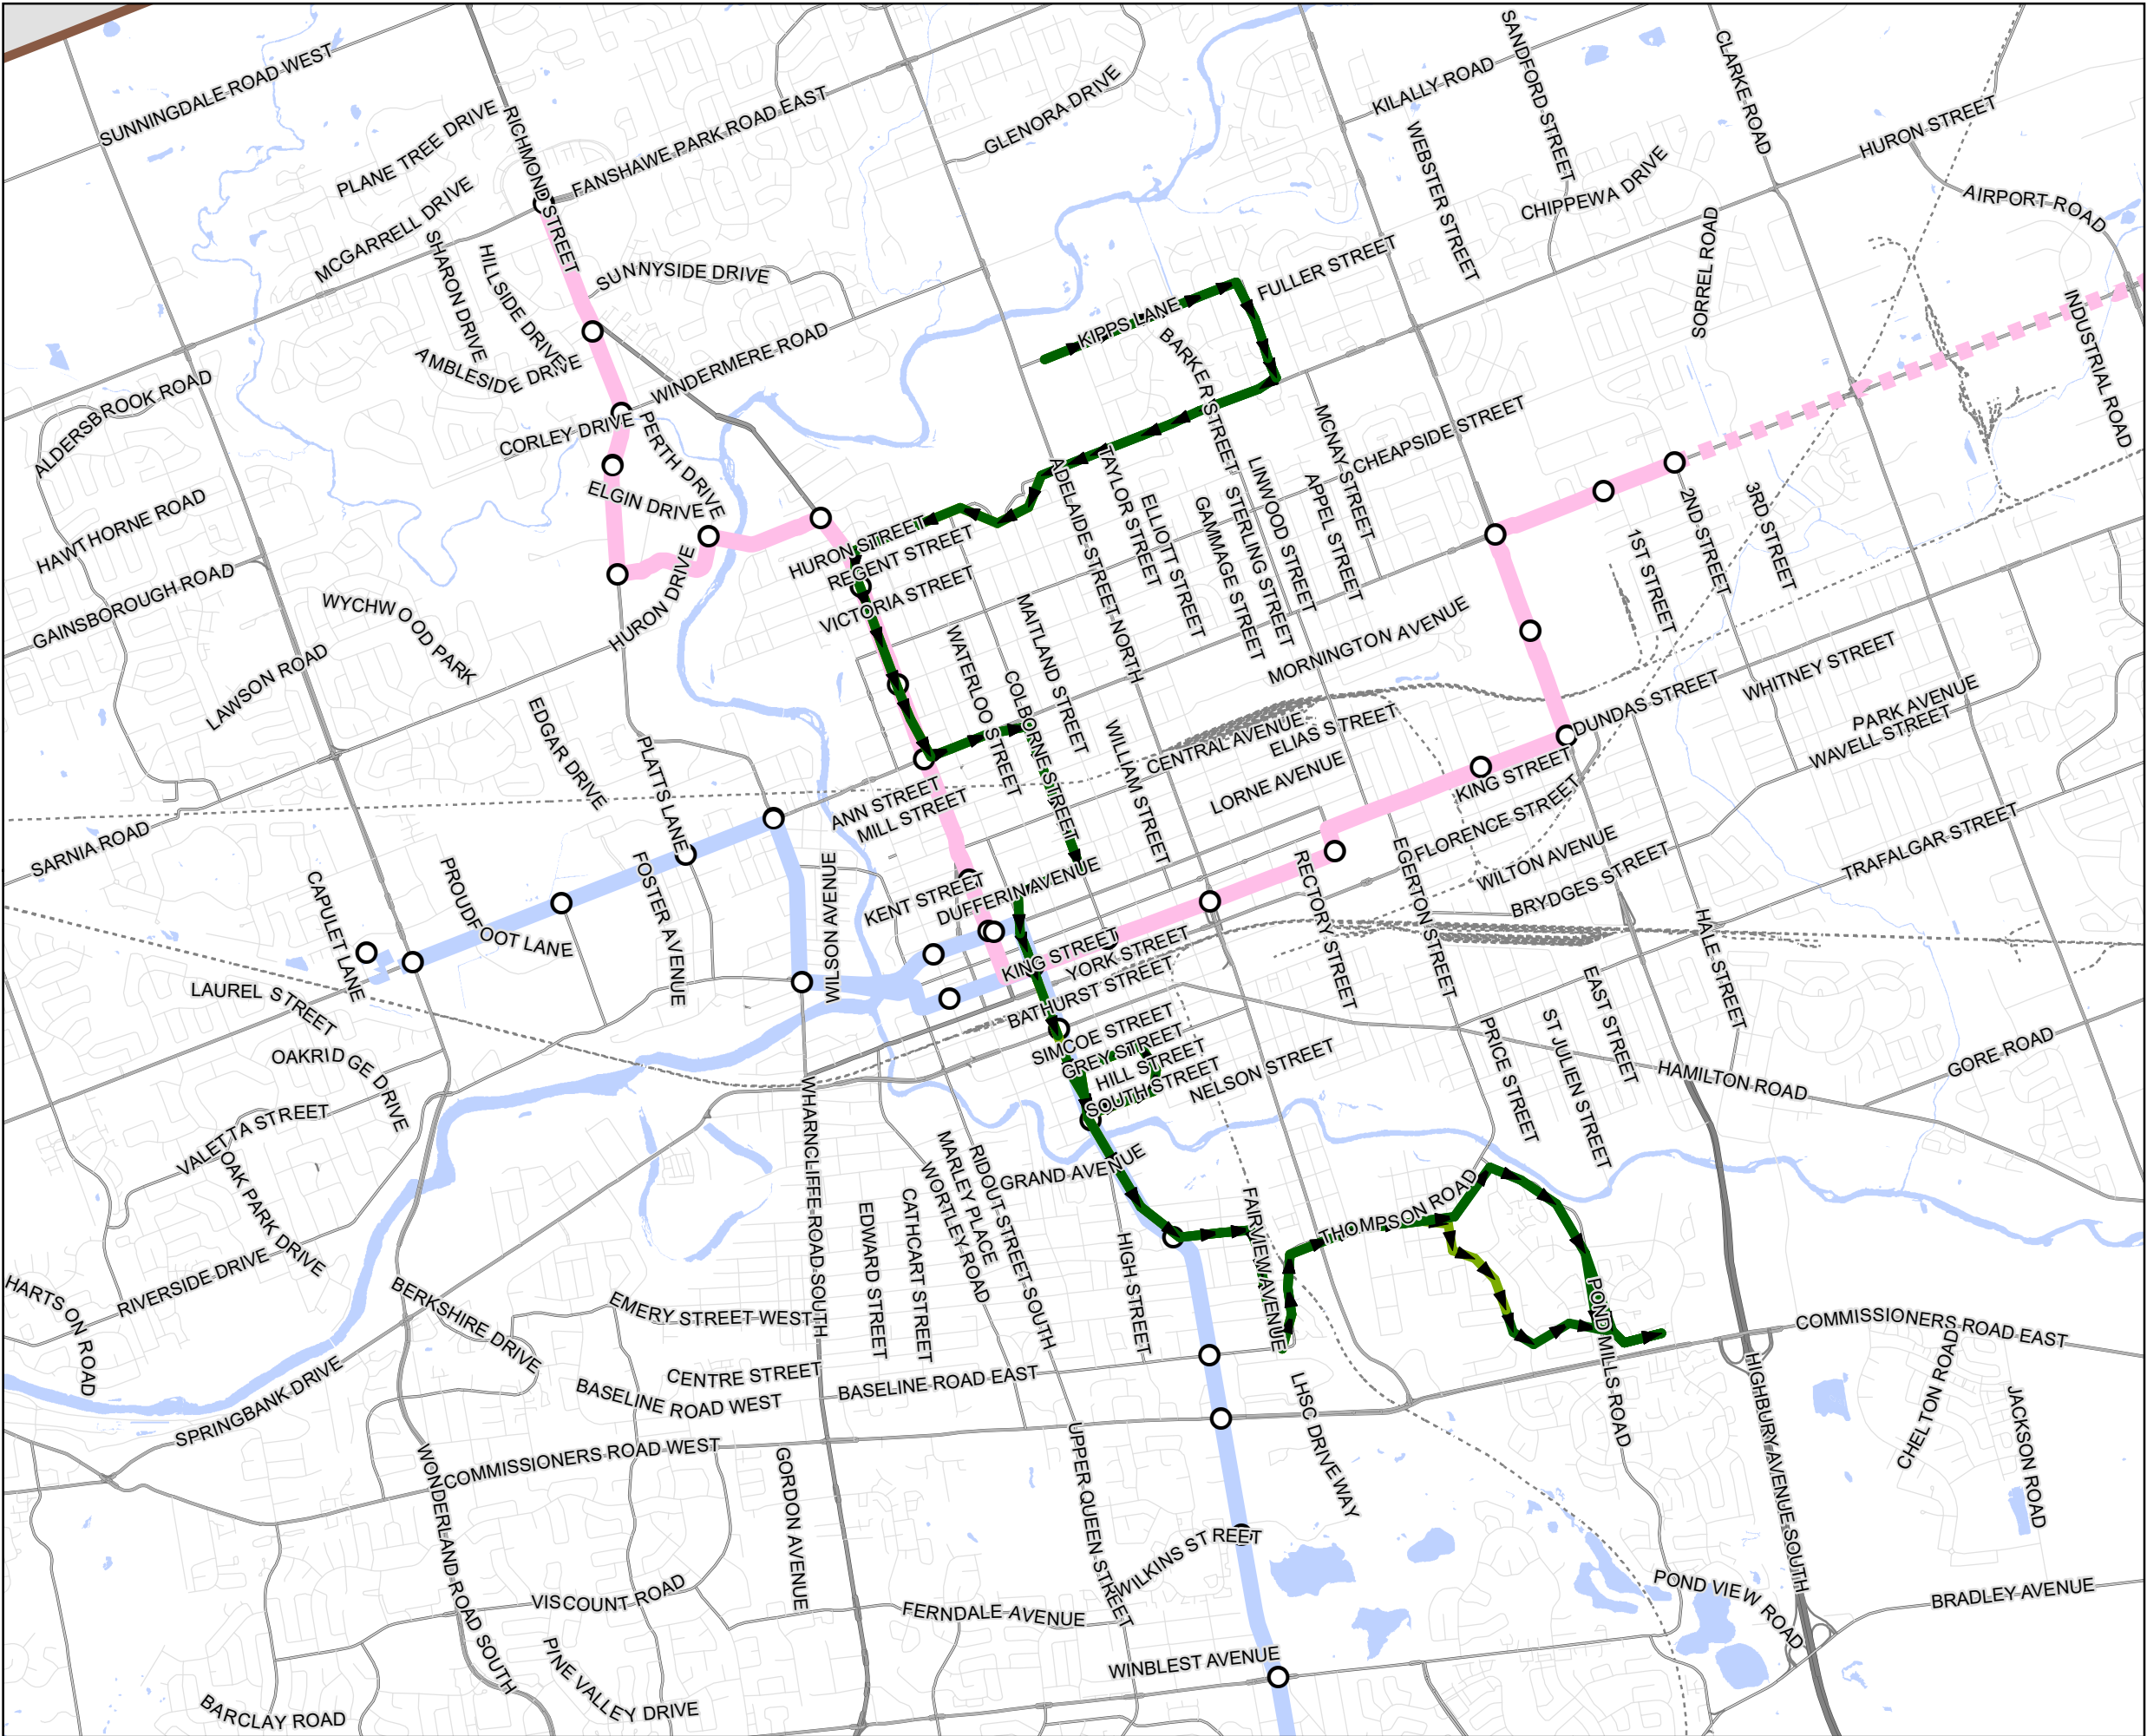 SUNNINGDALE ROAD WEST
PLANE TREE DRIVE
RICHMOND STREET
FANSHAWE PARK ROAD EAST
GLENORA DRIVE
KILALLY ROAD
SANDFORD STREET
CLARKE ROAD
HURON STREET
WEBSTER STREET
CHIPPEWA DRIVE
AIRPORT ROAD
MCGARRELL DRIVE
SHARON DRIVE
HILLSIDE DRIVE
SUNNYSIDE DRIVE
FULLER STREET
SORREL ROAD
INDUSTRIAL ROAD
KIPPS LANE
BARKER STREET
AMBLESIDE DRIVE
WINDERMERE ROAD
ALDERSBROOK ROAD
CORLEY DRIVE
PERTH DRIVE
MCNAY STREET
CHEAPSIDE STREET
ELGIN DRIVE
ADELAIDE STREET NORTH
TAYLOR STREET
ELLIOTT STREET
GAMMAGE STREET
STERLING STREET
LINWOOD STREET
APPEL STREET
1ST STREET
2ND STREET
3RD STREET
HAWTHORNE ROAD
HURON STREET
REGENT STREET
VICTORIA STREET
GAINSBOROUGH ROAD
WYCHWOOD PARK
HURON DRIVE
LAWSON ROAD
WATERLOO STREET
MAITLAND STREET
COLBORNE STREET
MORNINGTON AVENUE
WHITNEY STREET
DUNDAS STREET
PARK AVENUE
WAVELL STREET
EDGAR DRIVE
PLATTS LANE
WILLIAM STREET
CENTRAL AVENUE
ELIAS STREET
LORNE AVENUE
KING STREET
ANN STREET
MILL STREET
FLORENCE STREET
SARNIA ROAD
TRAFALGAR STREET
WILTON AVENUE
BRYDGES STREET
CAPULET LANE
PROUDFOOT LANE
FOSTER AVENUE
WILSON AVENUE
KENT STREET
DUFFERIN AVENUE
RECTORY STREET
EGERTON STREET
HALE STREET
KING STREET
YORK STREET
BATHURST STREET
LAUREL STREET
SIMCOE STREET
GREY STREET
HILL STREET
SOUTH STREET
NELSON STREET
PRICE STREET
ST JULIEN STREET
EAST STREET
HAMILTON ROAD
GORE ROAD
OAKRIDGE DRIVE
VALETTA STREET
OAK PARK DRIVE
WHARNCLIFFE ROAD SOUTH
MARLEY PLACE
WORTLEY ROAD
RIDOUT STREET SOUTH
GRAND AVENUE
EDWARD STREET
CATHCART STREET
HIGH STREET
FAIRVIEW AVENUE
THOMPSON ROAD
RIVERSIDE DRIVE
HARTSON ROAD
BERKSHIRE DRIVE
EMERY STREET WEST
POND MILLS ROAD
COMMISSIONERS ROAD EAST
SPRINGBANK DRIVE
CENTRE STREET
BASELINE ROAD WEST
BASELINE ROAD EAST
LHSC DRIVEWAY
HIGHBURY AVENUE SOUTH
CHELTON ROAD
JACKSON ROAD
COMMISSIONERS ROAD WEST
WONDERLAND ROAD SOUTH
GORDON AVENUE
UPPER QUEEN STREET
WILKINS STREET
VISCOUNT ROAD
FERNDALE AVENUE
POND VIEW ROAD
BRADLEY AVENUE
PINE VALLEY DRIVE
WINBLEST AVENUE
BARCLAY ROAD